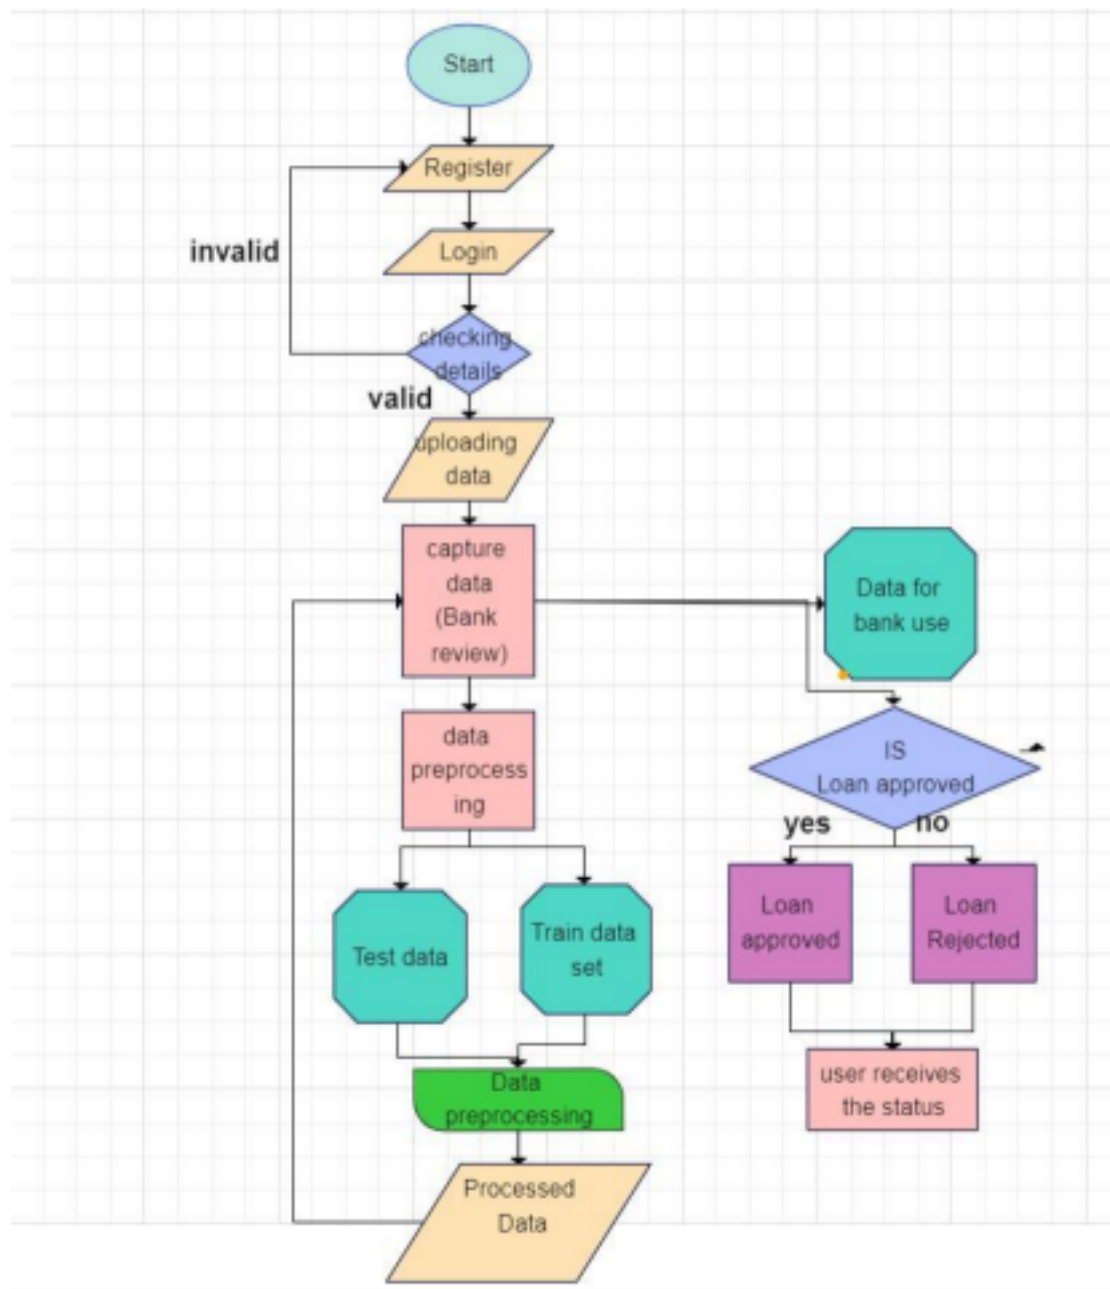 Start
Register
invalid
Login
checking
details
valid
uploading
data
capture
data
(Bank
review)
Data for
bank use
data
preprocess
ing
IS
Loan approved
yes
no
Test data
Train data
set
Loan
approved
Loan
Rejected
Data
preprocessing
user receives
the status
Processed
Data